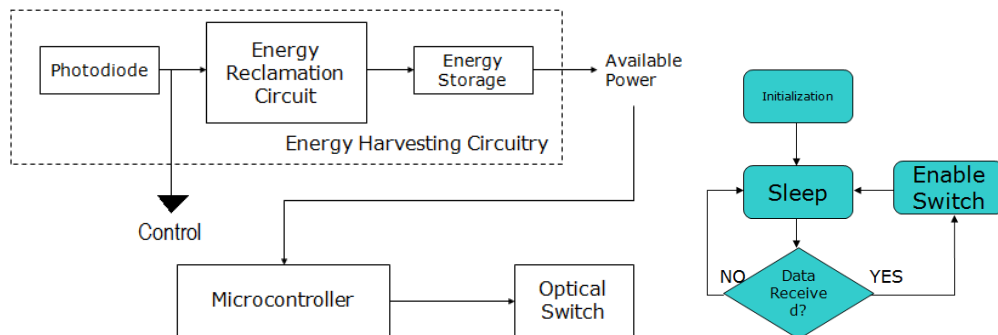 Photodiode
Energy
Reclamation
Circuit
Energy
Storage
Available
Power
Energy Harvesting Circuitry
Control
Microcontroller
Optical
Switch
Initialization
Sleep
Enable
Switch
NO
Data
Receive
d?
YES